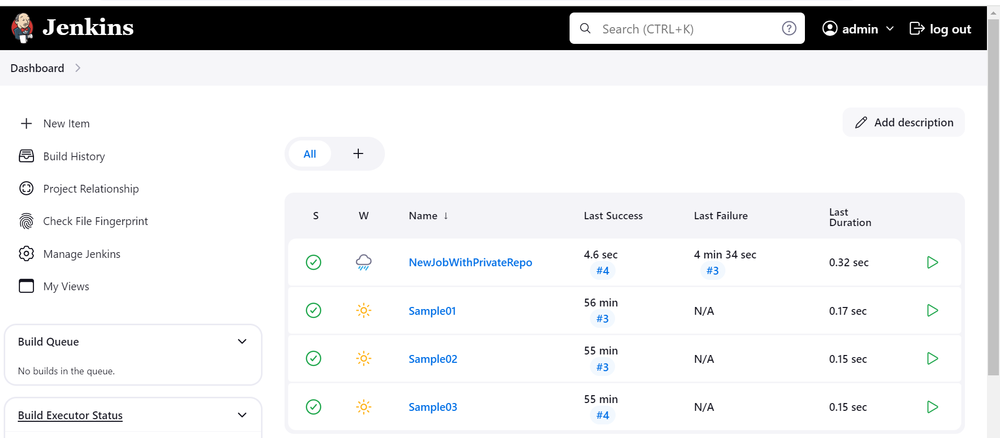 Jenkins
Search (CTRL+K)
admin
log out
Dashboard
New Item
Build History
Project Relationship
Check File Fingerprint
Manage Jenkins
My Views
Build Queue
No builds in the queue.
Build Executor Status
Add description
All
S W Name ↓ Last Success Last Failure Last Duration
NewJobWithPrivateRepo 4.6 sec #4 4 min 34 sec #3 0.32 sec
Sample01 56 min #3 N/A 0.17 sec
Sample02 55 min #3 N/A 0.15 sec
Sample03 55 min #4 N/A 0.15 sec